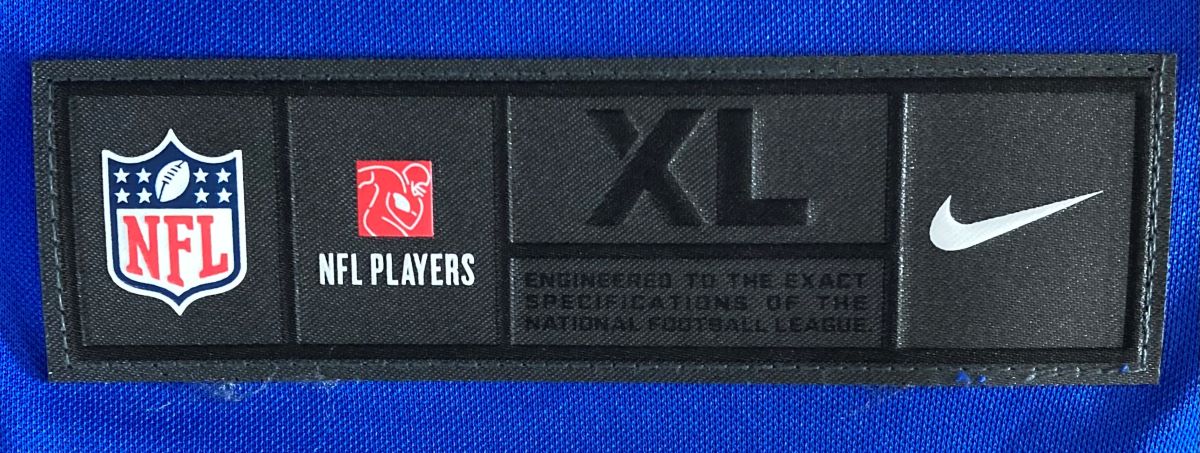 NFL
NFL PLAYERS
XL
ENGINEERED TO THE EXACT
SPECIFICATIONS OF THE
NATIONAL FOOTBALL LEAGUE.